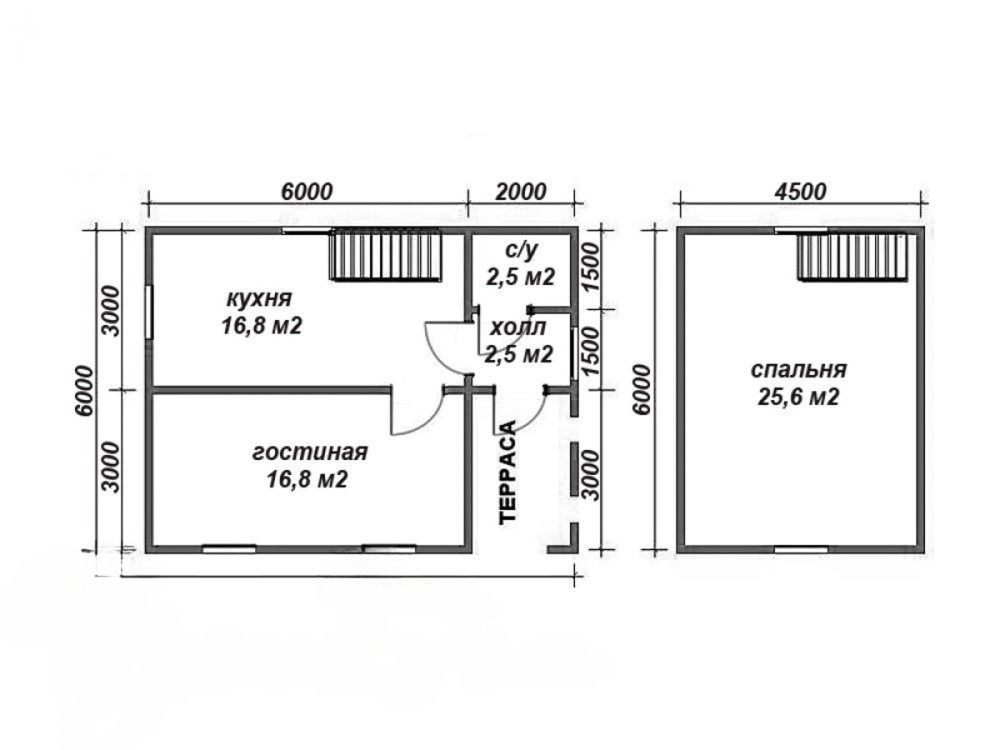 6000
2000
4500
с/у
2,5 м2
1500
кухня
16,8 м2
3000
холл
2,5 м2
1500
6000
гостиная
16,8 м2
3000
ТЕРРАСА
3000
6000
спальня
25,6 м2